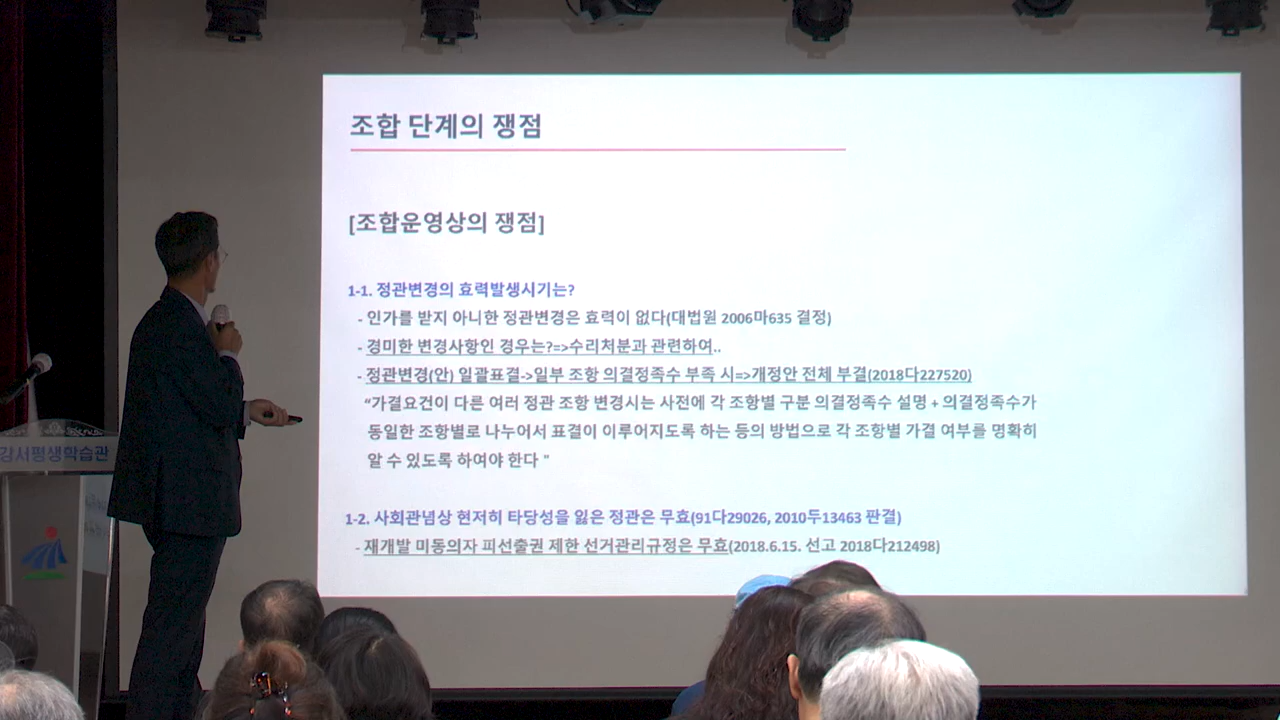 조합 단계의 쟁점
[조합운영상의 쟁점]
1-1. 정관변경의 효력발생시기는?
- 인가를 받지 아니한 정관변경은 효력이 없다(대법원 2006마635 결정)
- 경미한 변경사항인 경우는?=>수리처분과 관련하여..
- 정관변경(안) 일괄표결->일부 조항 의결정족수 부족 시=>개정안 전체 부결(2018다227520)
“가결요건이 다른 여러 정관 조항 변경시는 사전에 각 조항별 구분 의결정족수 설명 + 의결정족수가
동일한 조항별로 나누어서 표결이 이루어지도록 하는 등의 방법으로 각 조항별 가결 여부를 명확히
알 수 있도록 하여야 한다 "
1-2. 사회관념상 현저히 타당성을 잃은 정관은 무효(91다29026, 2010두13463 판결)
- 재개발 미동의자 피선출권 제한 선거관리규정은 무효(2018.6.15. 선고 2018다212498)
강서평생학습관